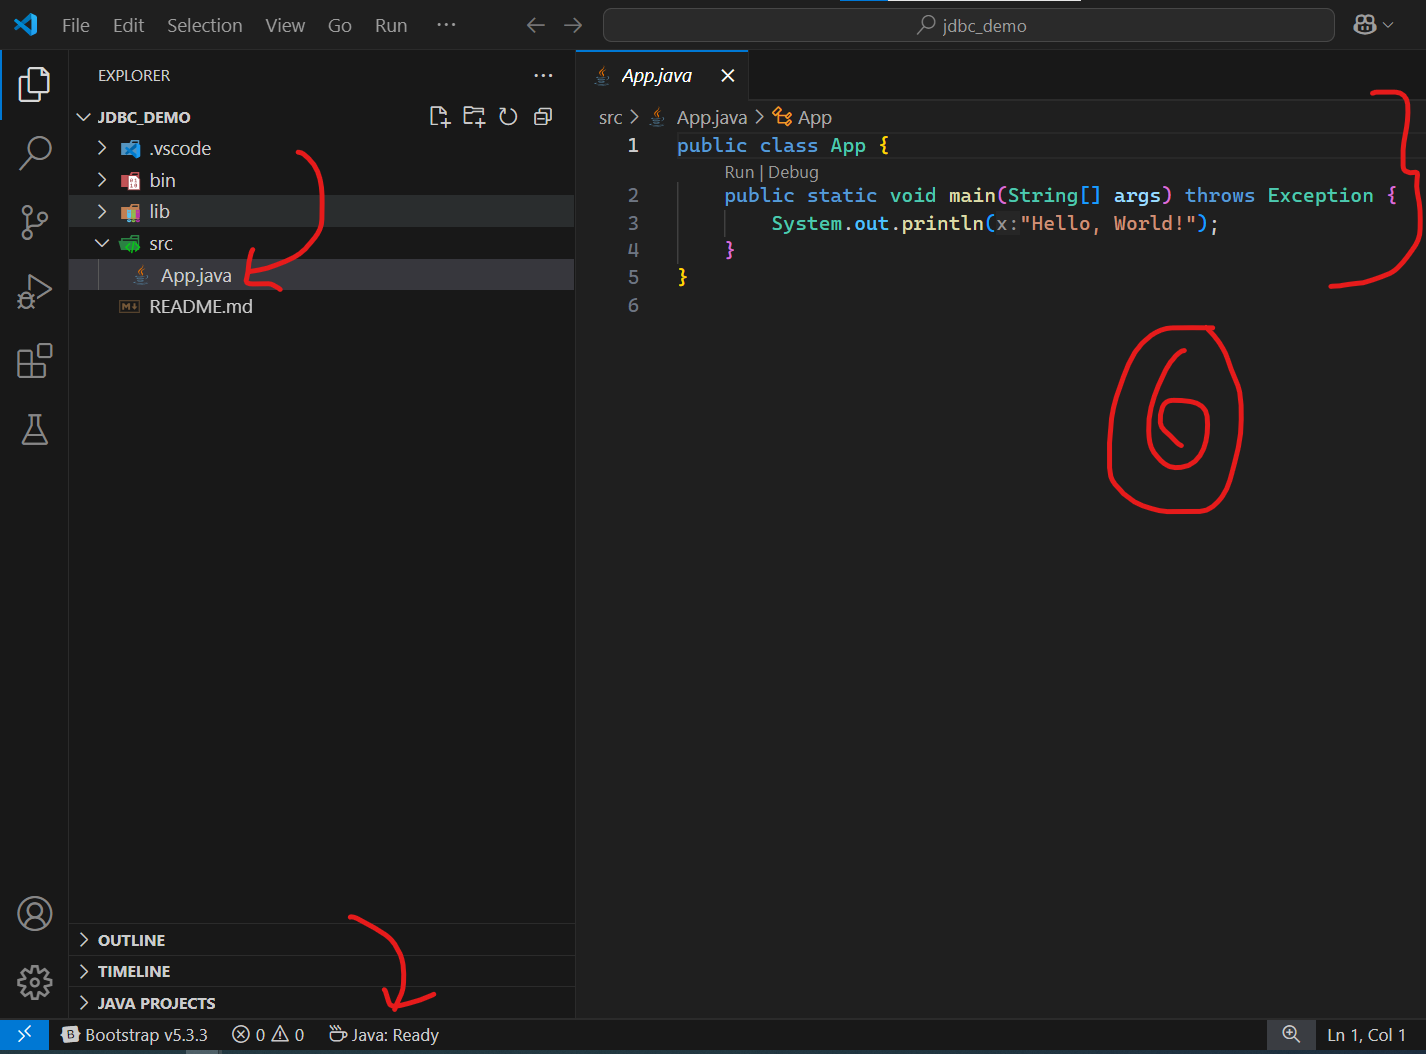 File Edit Selection View Go Run ··· jdbc_demo
EXPLORER ···
JDBC_DEMO
.vscode
bin
lib
src
App.java
README.md
OUTLINE
TIMELINE
JAVA PROJECTS
App.java
src > App.java > App
1 public class App {
Run | Debug
2 public static void main(String[] args) throws Exception {
3 System.out.println(x:"Hello, World!");
4 }
5 }
6
6
Bootstrap v5.3.3 0 0 Java: Ready Ln 1, Col 1